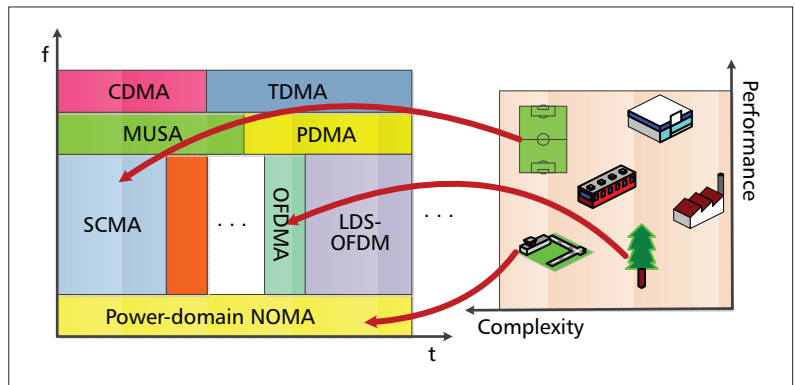 f
CDMA
TDMA
MUSA
PDMA
SCMA
. . .
OFDMA
LDS-
OFDM
. . .
Power-domain NOMA
t
Complexity
Performance